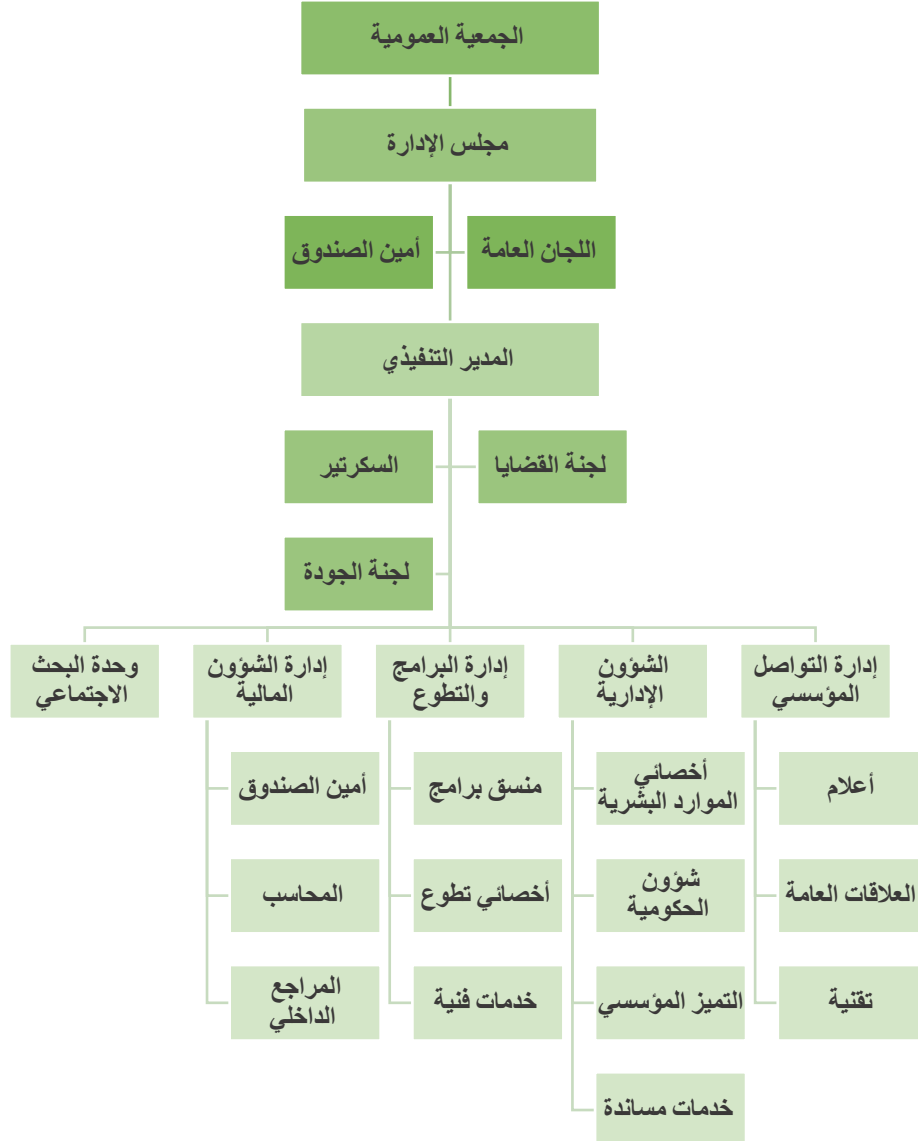 الجمعية العمومية
مجلس الإدارة
اللجان العامة
أمين الصندوق
المدير التنفيذي
لجنة القضايا
السكرتير
لجنة الجودة
إدارة التواصل
المؤسسي
أعلام
العلاقات العامة
تقنية
الشؤون
الإدارية
أخصائي
الموارد البشرية
شؤون
الحكومية
التميز المؤسسي
خدمات مساندة
إدارة البرامج
والتطوع
منسق برامج
أخصائي تطوع
خدمات فنية
إدارة الشؤون
المالية
أمين الصندوق
المحاسب
المراجع
الداخلي
وحدة البحث
الاجتماعي